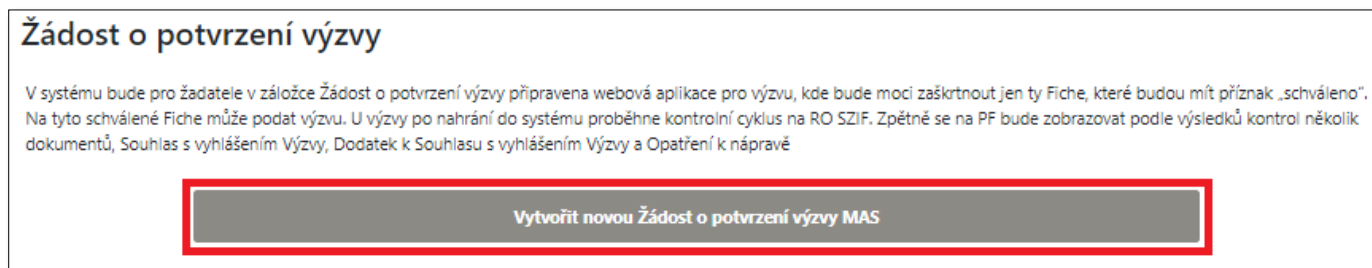 Žádost o potvrzení výzvy
V systému bude pro žadatele v záložce Žádost o potvrzení výzvy připravena webová aplikace pro výzvu, kde bude moci zaškrtnout jen ty Fiche, které budou mít příznak „schváleno“.
Na tyto schválené Fiche může podat výzvu. U výzvy po nahrání do systému proběhne kontrolní cyklus na RO SZIF. Zpětně se na PF bude zobrazovat podle výsledků kontrol několik
dokumentů, Souhlas s vyhlášením Výzvy, Dodatek k Souhlasu s vyhlášením Výzvy a Opatření k nápravě
Vytvořit novou Žádost o potvrzení výzvy MAS